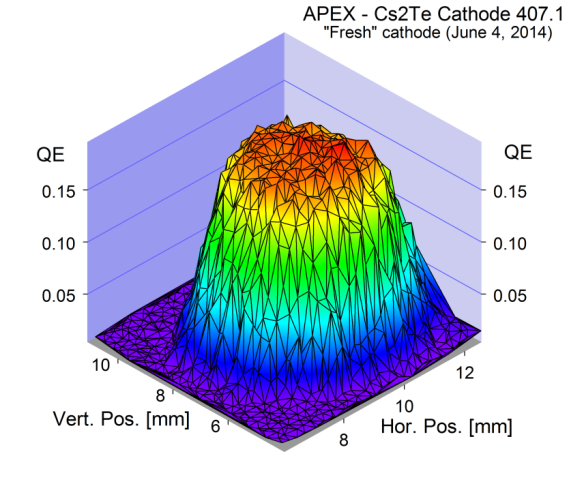 APEX - Cs2Te Cathode 407.1
"Fresh" cathode (June 4, 2014)
QE
QE
0.15
0.15
0.10
0.10
0.05
0.05
10
12
8
10
6
8
Vert. Pos. [mm]
Hor. Pos. [mm]